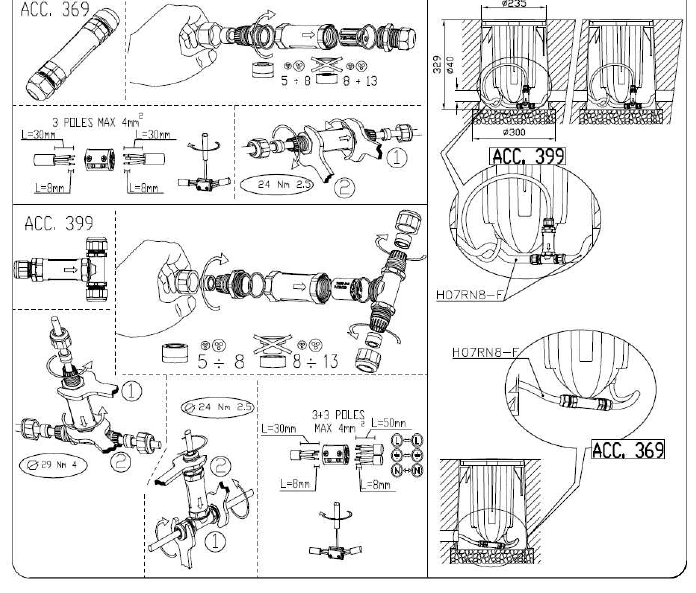 ACC. 369
5 ÷ 8
8 ÷ 13
3 POLES MAX 4mm²
L=30mm
L=30mm
L=8mm
L=8mm
24 Nm 2.5
1
2
ACC. 399
5 ÷ 8
8 ÷ 13
1
2
29 Nm 4
24 Nm 2.5
2
1
3+3 POLES
MAX 4mm²
L=30mm
L=50mm
L L
N N
L=8mm
L=8mm
ø235
329
ø40
ø300
ACC. 399
H07RN8-F
H07RN8-F
ACC. 369